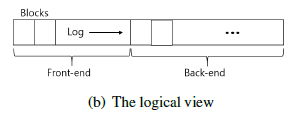 Blocks
Log
...
Front-end
Back-end
(b) The logical view